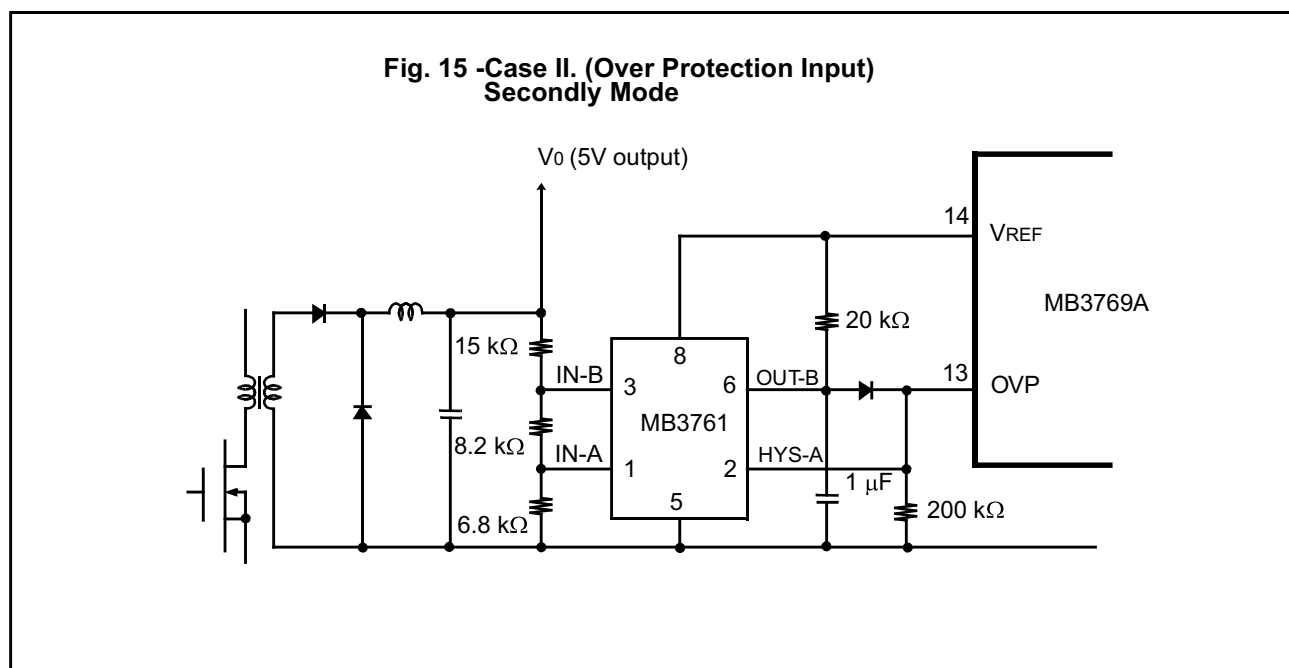 Fig. 15 -Case II. (Over Protection Input)
Secondly Mode
V0 (5V output)
14
VREF
MB3769A
15 kΩ
8
20 kΩ
IN-B
3
6
OUT-B
13
OVP
MB3761
8.2 kΩ
IN-A
1
2
HYS-A
1 μF
5
6.8 kΩ
200 kΩ